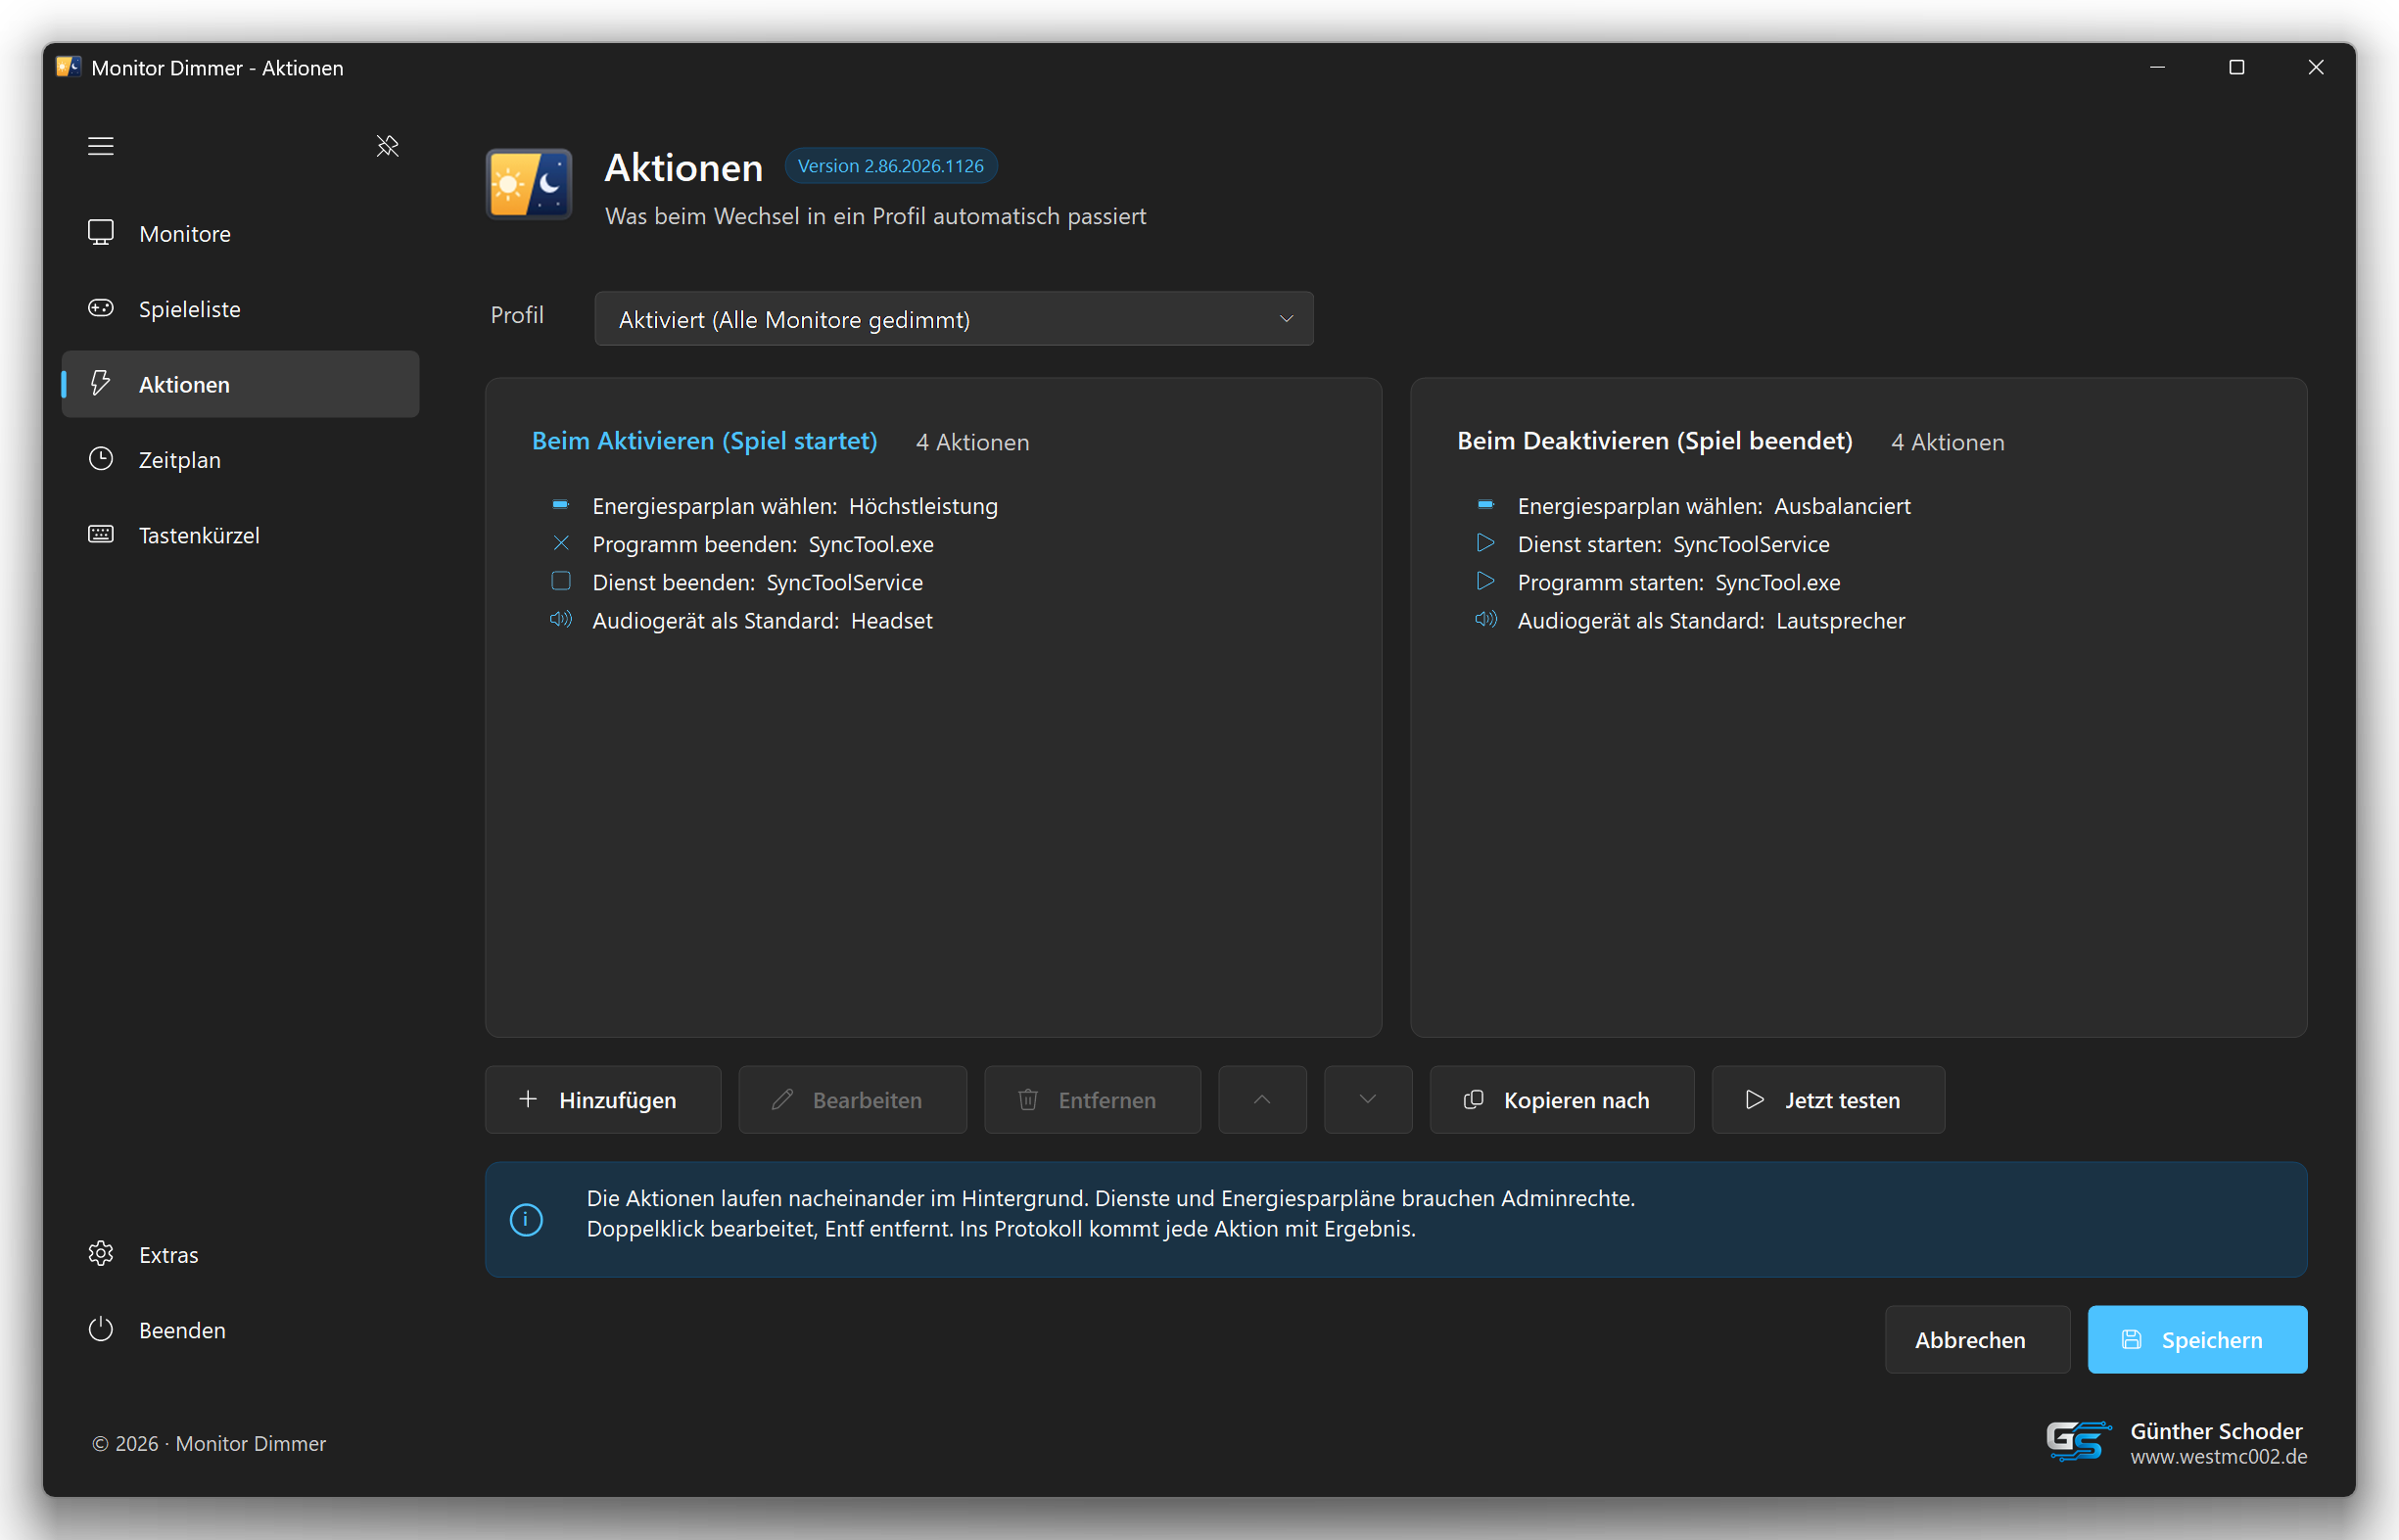 Monitor Dimmer - Aktionen
Monitore
Spieleliste
Aktionen
Zeitplan
Tastenkürzel
Extras
Beenden
© 2026 · Monitor Dimmer
Aktionen
Version 2.86.2026.1126
Was beim Wechsel in ein Profil automatisch passiert
Profil
Aktiviert (Alle Monitore gedimmt)
Beim Aktivieren (Spiel startet) 4 Aktionen
Energiesparplan wählen: Höchstleistung
Programm beenden: SyncTool.exe
Dienst beenden: SyncToolService
Audiogerät als Standard: Headset
Beim Deaktivieren (Spiel beendet) 4 Aktionen
Energiesparplan wählen: Ausbalanciert
Dienst starten: SyncToolService
Programm starten: SyncTool.exe
Audiogerät als Standard: Lautsprecher
Hinzufügen
Bearbeiten
Entfernen
Kopieren nach
Jetzt testen
Die Aktionen laufen nacheinander im Hintergrund. Dienste und Energiesparpläne brauchen Adminrechte.
Doppelklick bearbeitet, Entf entfernt. Ins Protokoll kommt jede Aktion mit Ergebnis.
Abbrechen
Speichern
GS
Günther Schoder
www.westmc002.de